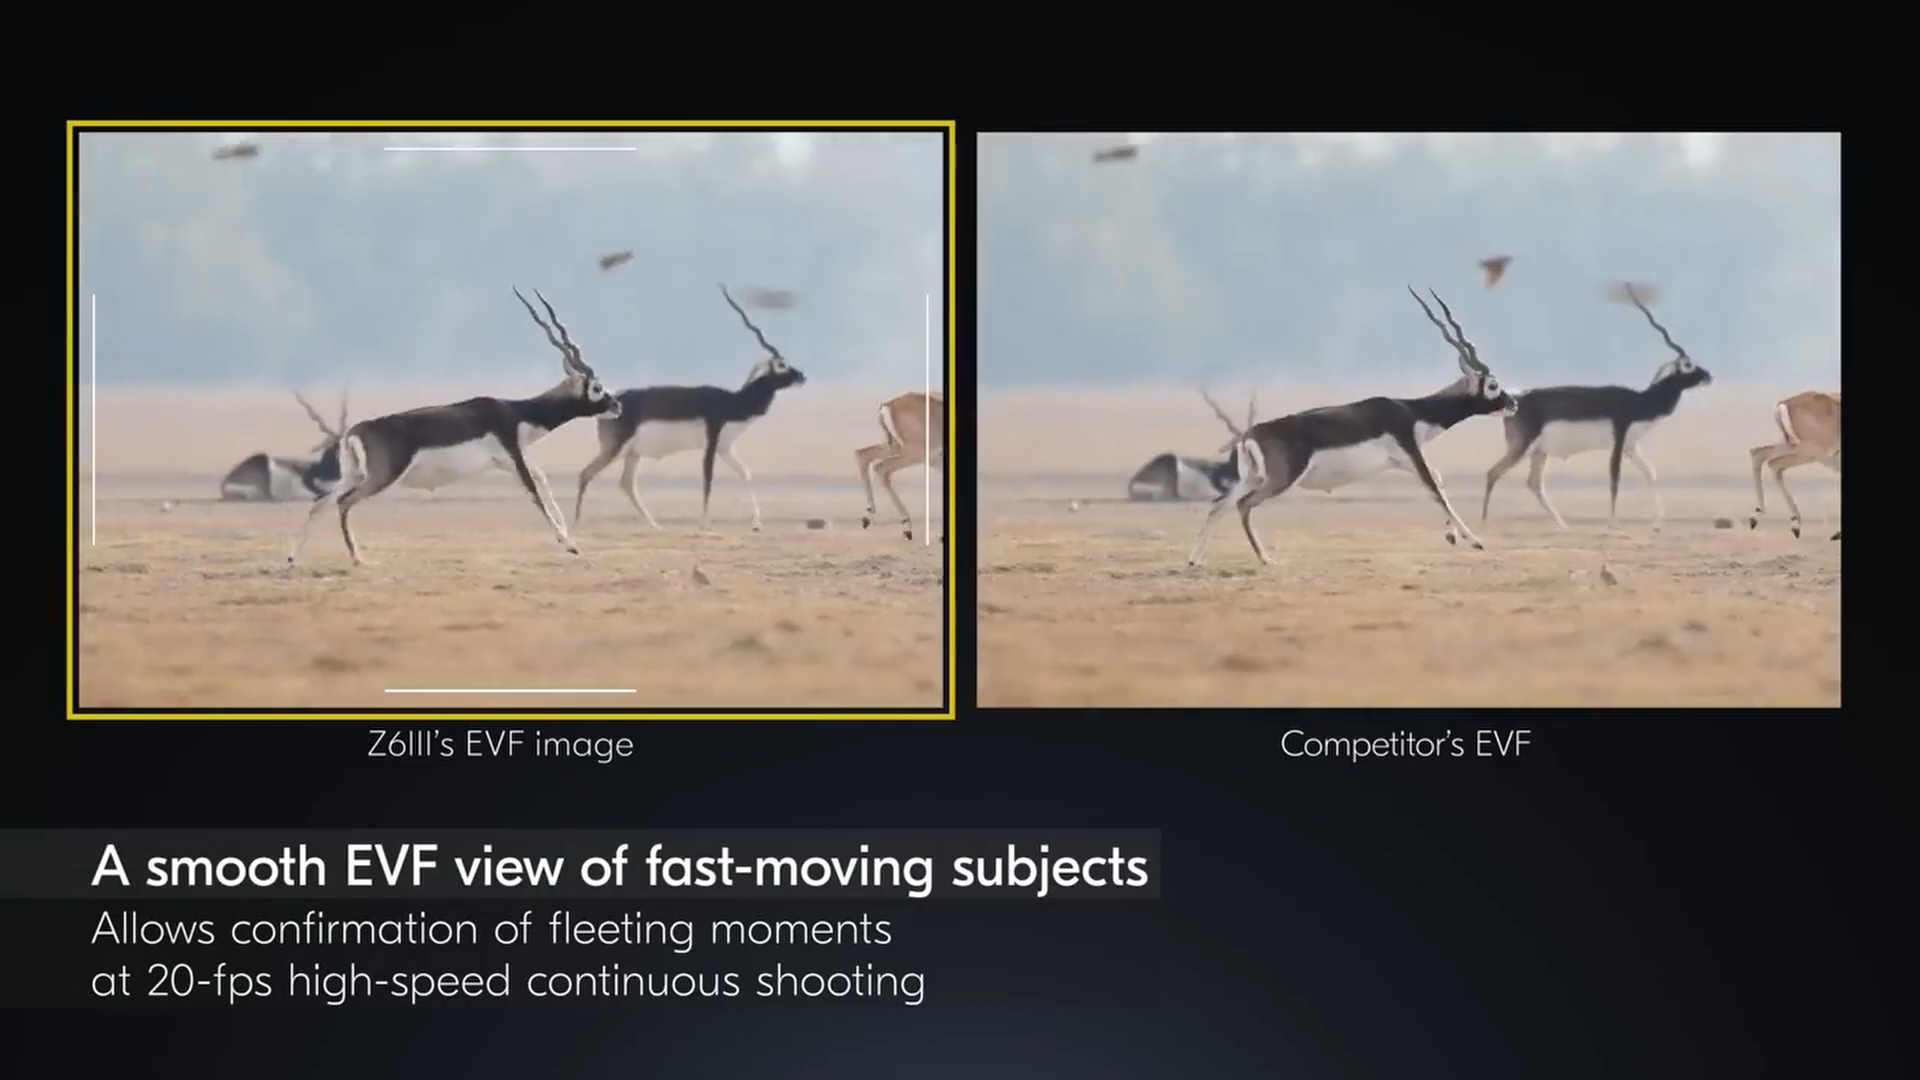 Z6III's EVF image
Competitor's EVF
A smooth EVF view of fast-moving subjects
Allows confirmation of fleeting moments
at 20-fps high-speed continuous shooting